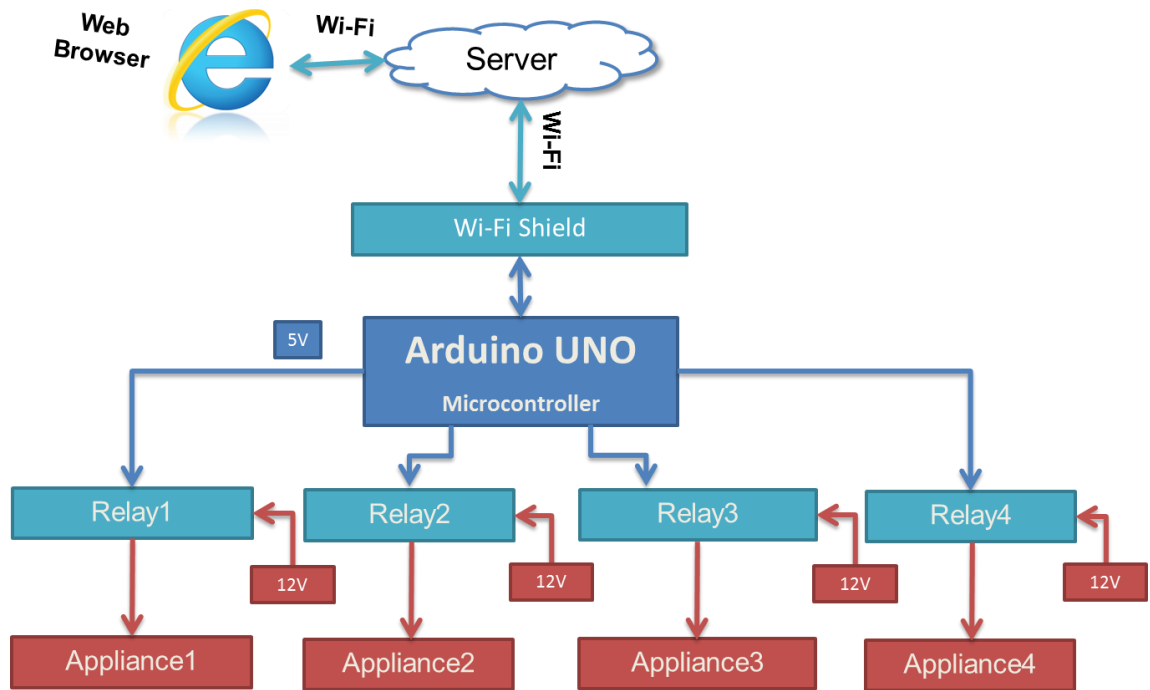 Web
Browser
Wi-Fi
Server
Wi-Fi
Wi-Fi Shield
5V
Arduino UNO
Microcontroller
Relay1
Relay2
Relay3
Relay4
12V
12V
12V
12V
Appliance1
Appliance2
Appliance3
Appliance4